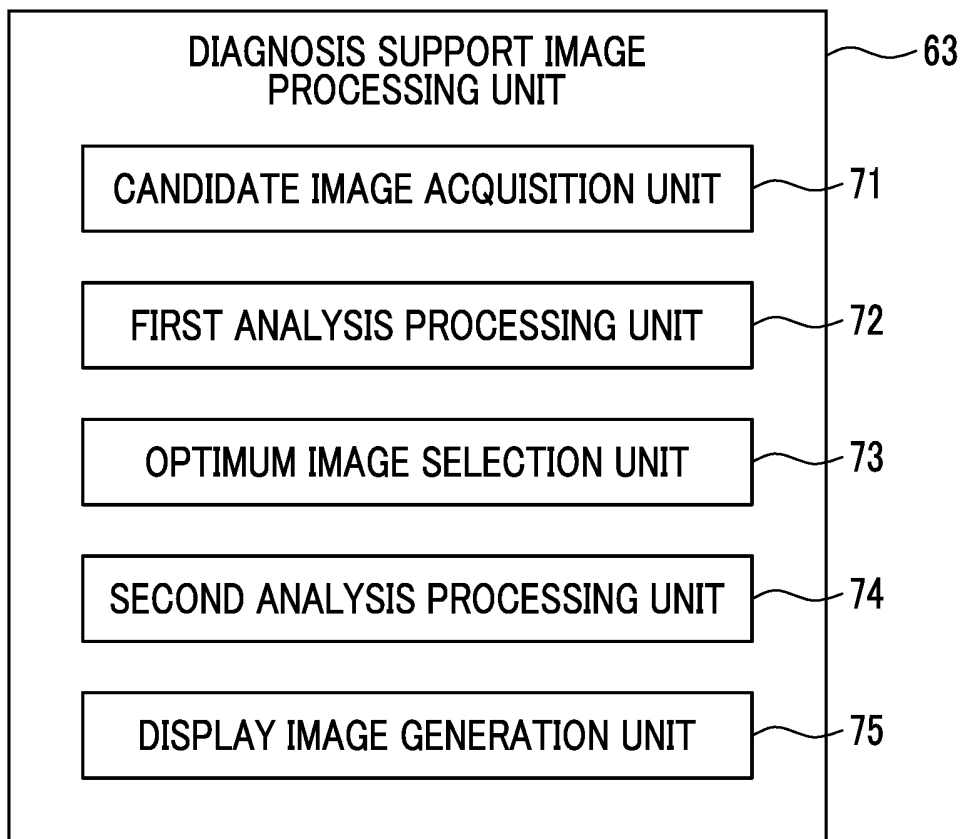 DIAGNOSIS SUPPORT IMAGE
PROCESSING UNIT
63
CANDIDATE IMAGE ACQUISITION UNIT
71
FIRST ANALYSIS PROCESSING UNIT
72
OPTIMUM IMAGE SELECTION UNIT
73
SECOND ANALYSIS PROCESSING UNIT
74
DISPLAY IMAGE GENERATION UNIT
75